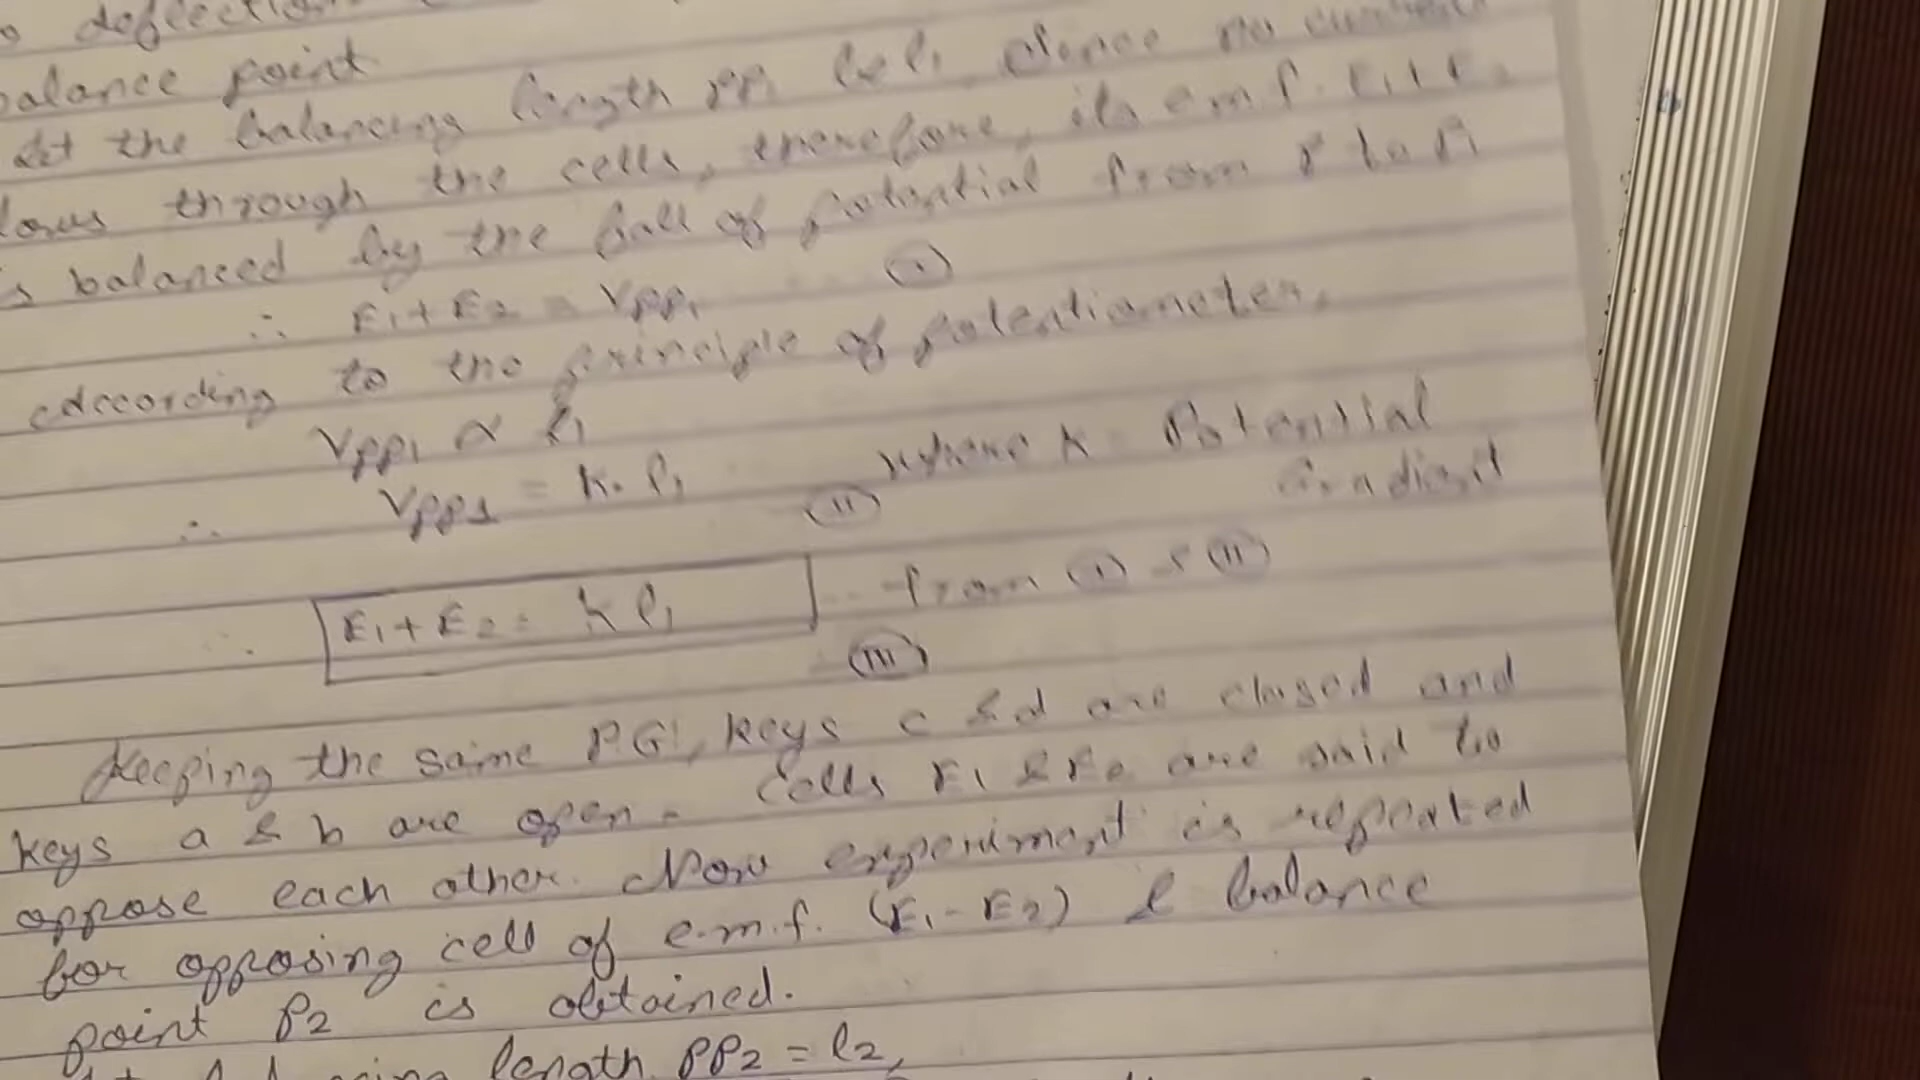 deflection
balance point
Let the balancing length PP1 be l1. Since no current
flows through the cells, therefore, its e.m.f. E1+E2
is balanced by the fall of potential from P to P1
∴ E1+E2 = VPP1 (I)
According to the principle of potentiometer,
VPP1 ∝ l1
∴ VPP1 = K. l1 (II) where K = Potential
Gradient
∴ E1+E2 = K l1 from (I) & (II)
(III)
Keeping the same P.G., keys c & d are closed and
keys a & b are open. Cells E1 & E2 are said to
oppose each other. Now experiment is repeated
for opposing cell of e.m.f. (E1-E2) & balance
point P2 is obtained.
length PP2 = l2,